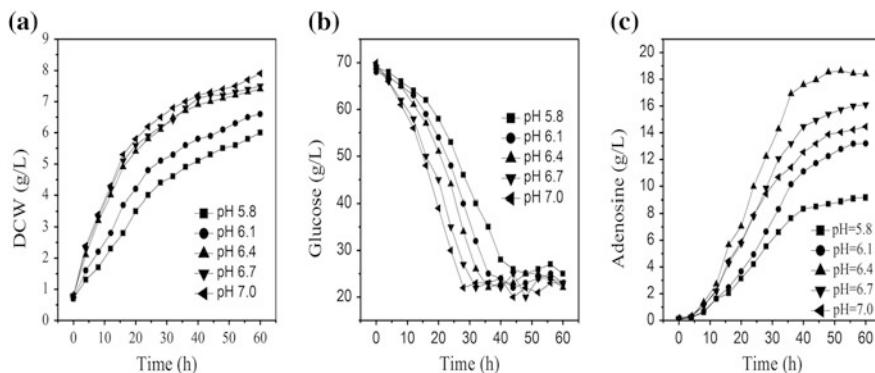 (a)
DCW (g/L)
9
8
7
6
5
4
3
2
1
0
pH 5.8
pH 6.1
pH 6.4
pH 6.7
pH 7.0
0 10 20 30 40 50 60
Time (h)
(b)
Glucose (g/L)
80
70
60
50
40
30
20
pH 5.8
pH 6.1
pH 6.4
pH 6.7
pH 7.0
0 10 20 30 40 50 60
Time (h)
(c)
Adenosine (g/L)
20
18
16
14
12
10
8
6
4
2
0
pH=5.8
pH=6.1
pH=6.4
pH=6.7
pH=7.0
0 10 20 30 40 50 60
Time (h)